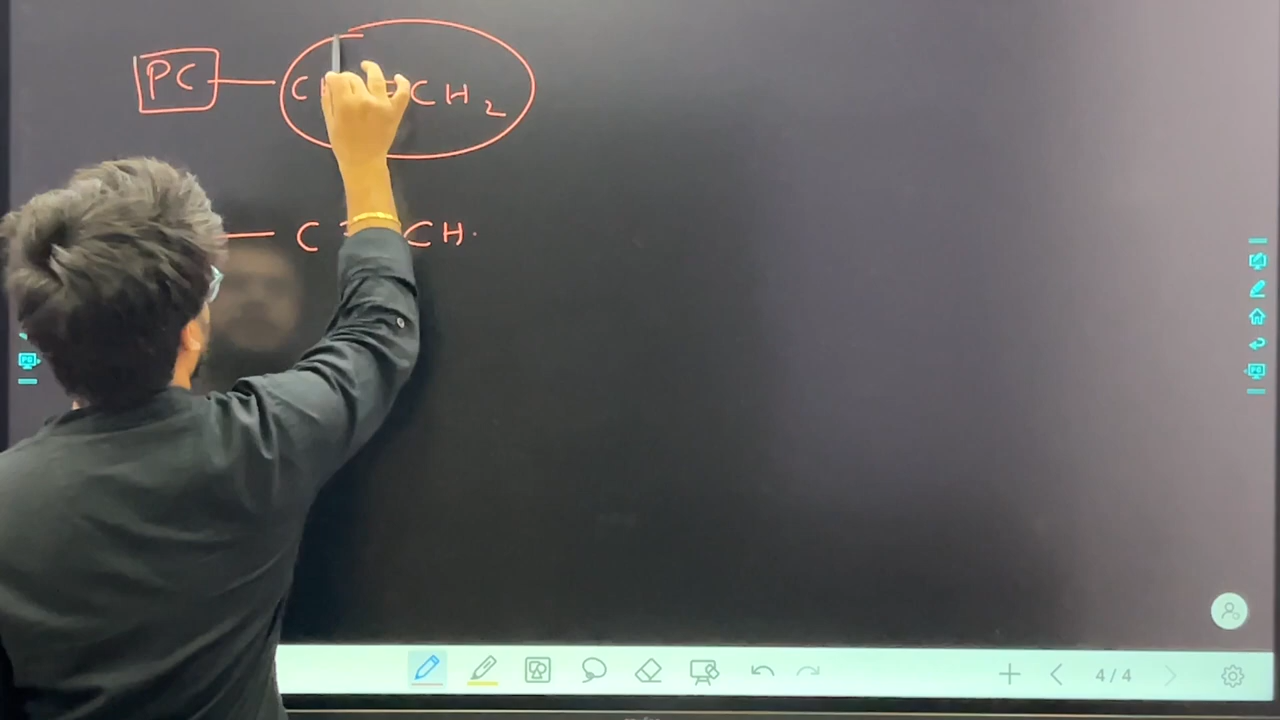 PC — C = CH2
— C CH
4/4